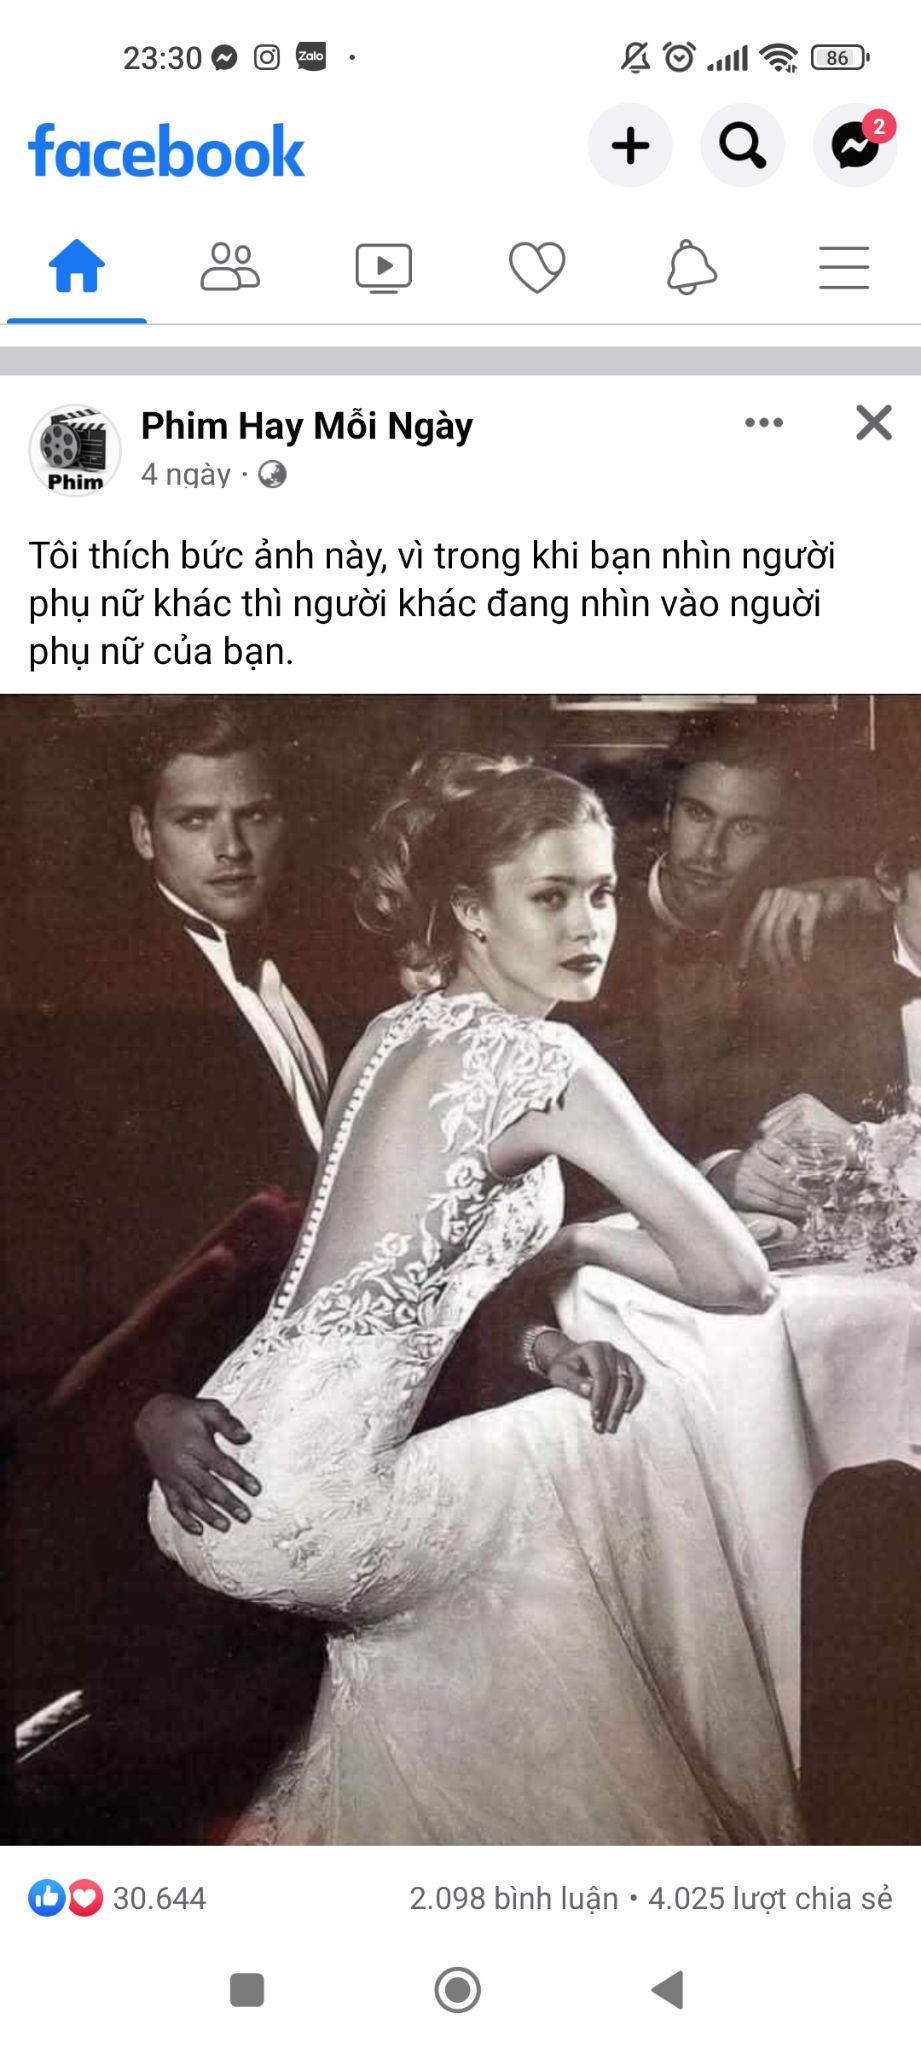 23:30 Zalo 86
facebook
2
Phim Hay Mỗi Ngày
Phim
4 ngày
Tôi thích bức ảnh này, vì trong khi bạn nhìn người
phụ nữ khác thì người khác đang nhìn vào nguời
phụ nữ của bạn.
30.644 2.098 bình luận • 4.025 lượt chia sẻ